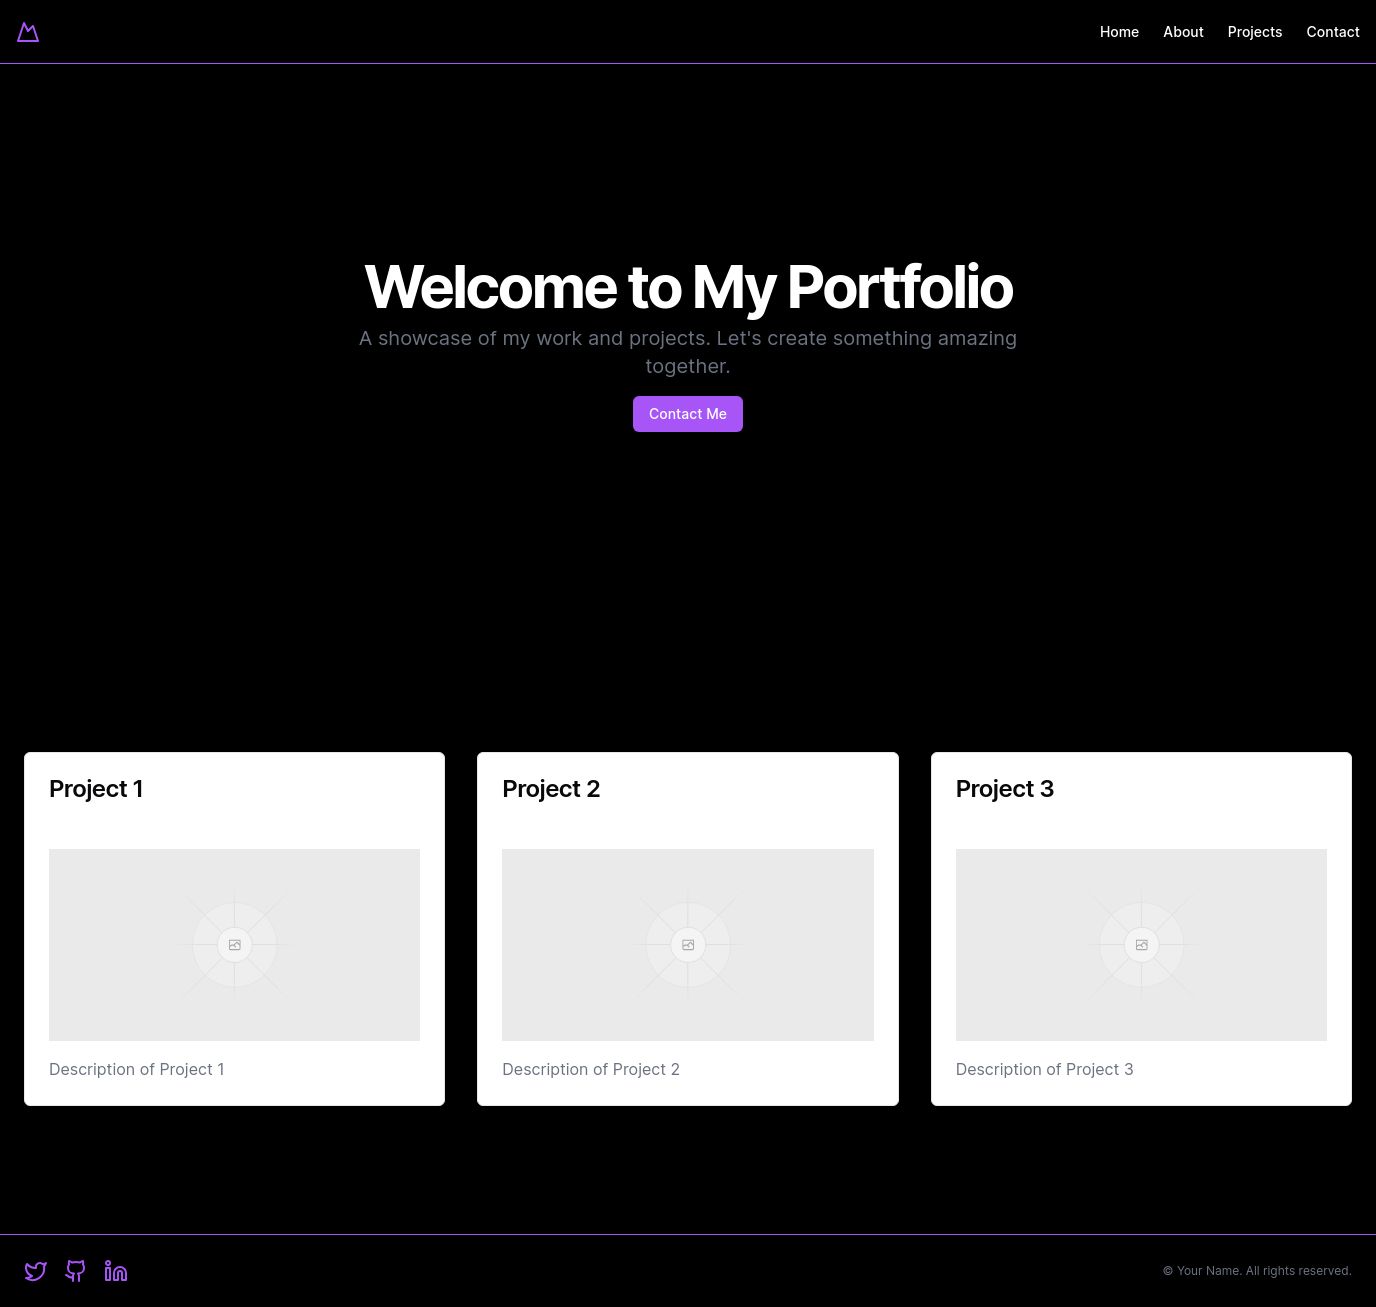 Home About Projects Contact
Welcome to My Portfolio
A showcase of my work and projects. Let's create something amazing
together.
Contact Me
Project 1
Project 2
Project 3
Description of Project 1
Description of Project 2
Description of Project 3
© Your Name. All rights reserved.